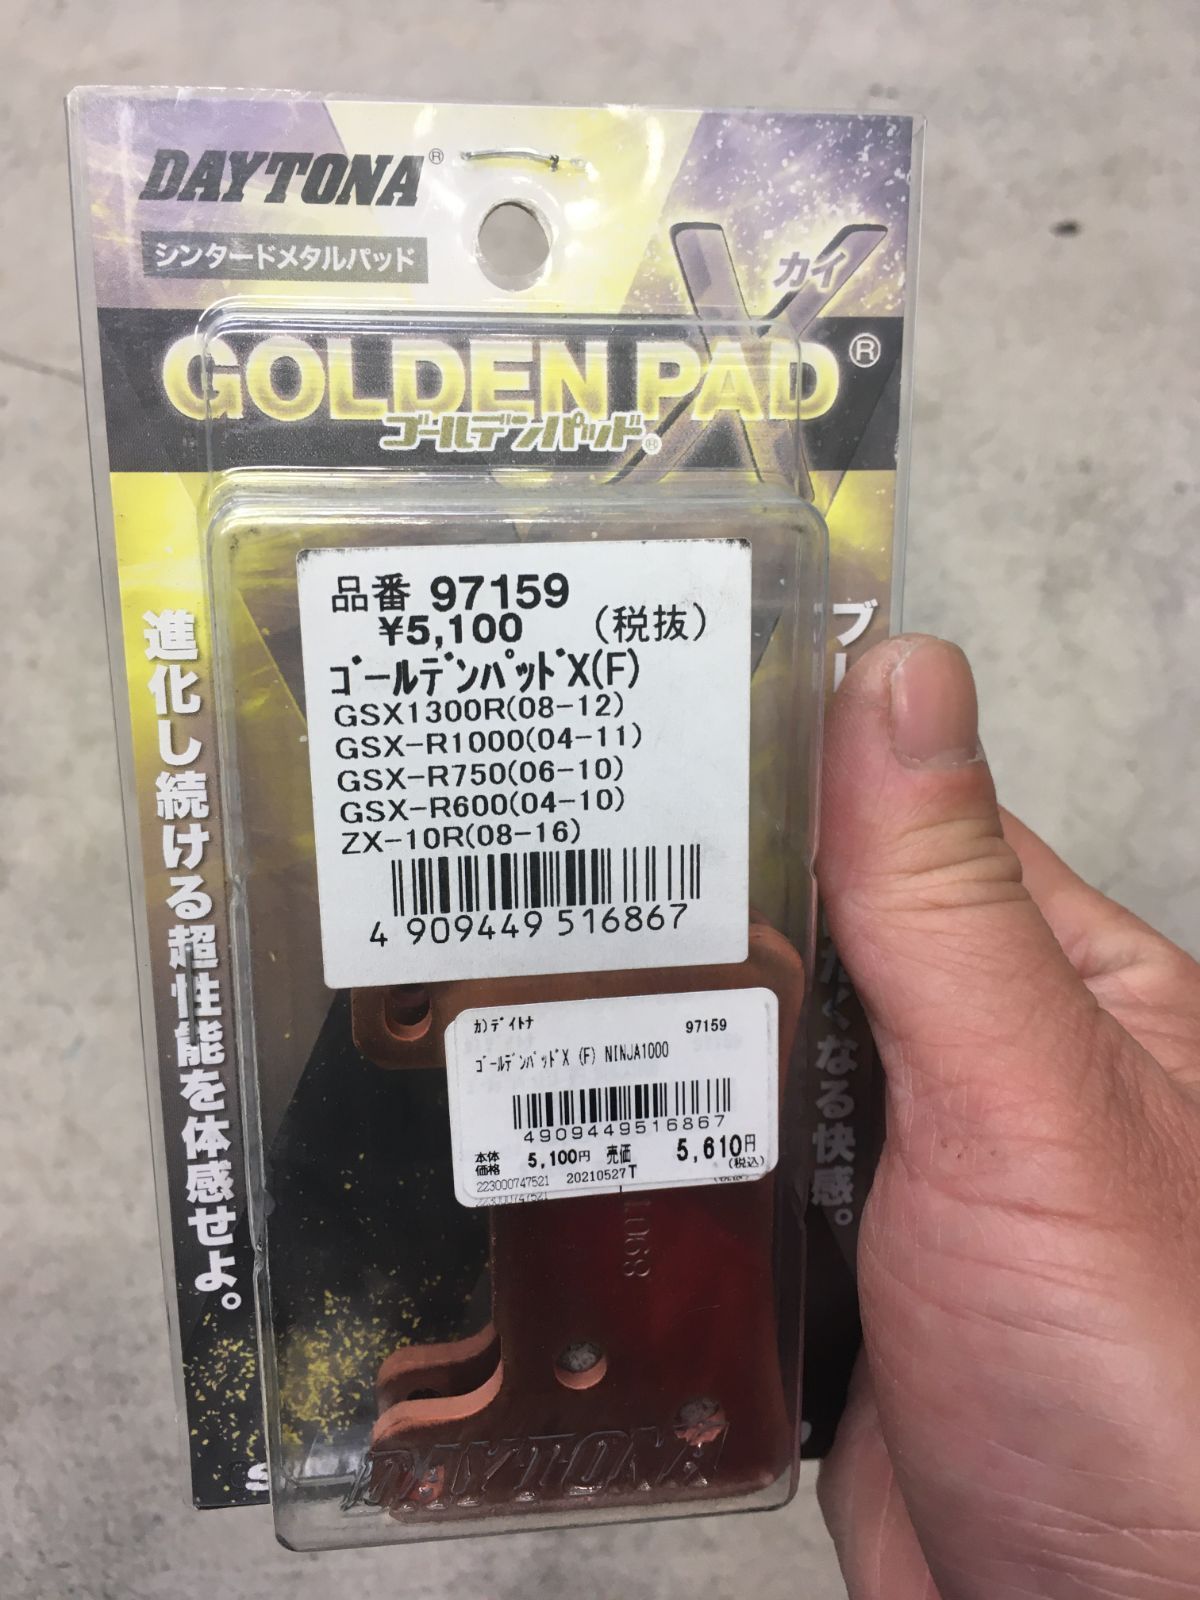 DAYTONA®
シンタードメタルパッド
カイ
X
GOLDEN PAD®
ゴールデンパッド®
進化し続ける超性能を体感せよ。
ブレ
たくなる快感。
品番 97159
¥5,100 (税抜)
ｺﾞｰﾙﾃﾞﾝﾊﾟｯﾄﾞX(F)
GSX1300R(08-12)
GSX-R1000(04-11)
GSX-R750(06-10)
GSX-R600(04-10)
ZX-10R(08-16)
4 909449 516867
ｶ)ﾃﾞｲﾄﾅ 97159
ｺﾞｰﾙﾃﾞﾝﾊﾟｯﾄﾞX (F) NINJA1000
4909449516867
本体価格 5,100円 売価 5,610円
(税込)
223000747521 20210527T
223000747521
1068
DAYTONA